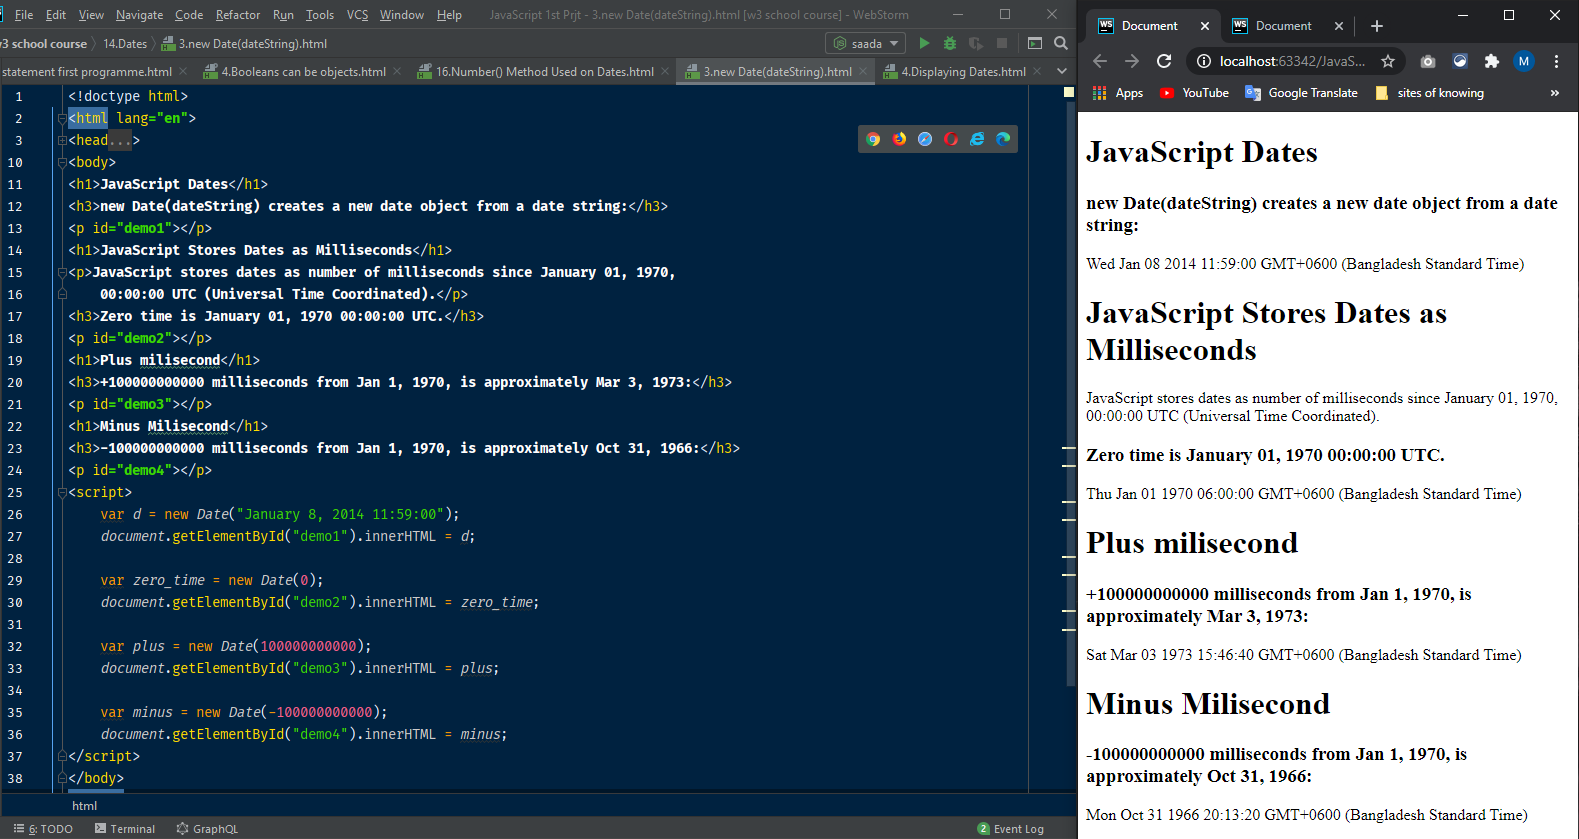 File Edit View Navigate Code Refactor Run Tools VCS Window Help JavaScript 1st Prjt - 3.new Date(dateString).html [w3 school course] - WebStorm
w3 school course 14.Dates 3.new Date(dateString).html saada
statement first programme.html 4.Booleans can be objects.html 16.Number() Method Used on Dates.html 3.new Date(dateString).html 4.Displaying Dates.html
1 <!doctype html>
2 <html lang="en">
3 <head...>
10 <body>
11 <h1>JavaScript Dates</h1>
12 <h3>new Date(dateString) creates a new date object from a date string:</h3>
13 <p id="demo1"></p>
14 <h1>JavaScript Stores Dates as Milliseconds</h1>
15 <p>JavaScript stores dates as number of milliseconds since January 01, 1970,
16 00:00:00 UTC (Universal Time Coordinated).</p>
17 <h3>Zero time is January 01, 1970 00:00:00 UTC.</h3>
18 <p id="demo2"></p>
19 <h1>Plus milisecond</h1>
20 <h3>+100000000000 milliseconds from Jan 1, 1970, is approximately Mar 3, 1973:</h3>
21 <p id="demo3"></p>
22 <h1>Minus Milisecond</h1>
23 <h3>-100000000000 milliseconds from Jan 1, 1970, is approximately Oct 31, 1966:</h3>
24 <p id="demo4"></p>
25 <script>
26 var d = new Date("January 8, 2014 11:59:00");
27 document.getElementById("demo1").innerHTML = d;
28
29 var zero_time = new Date(0);
30 document.getElementById("demo2").innerHTML = zero_time;
31
32 var plus = new Date(100000000000);
33 document.getElementById("demo3").innerHTML = plus;
34
35 var minus = new Date(-100000000000);
36 document.getElementById("demo4").innerHTML = minus;
37 </script>
38 </body>
html
6: TODO Terminal GraphQL 2 Event Log
WS Document WS Document
localhost:63342/JavaS... M
Apps YouTube Google Translate sites of knowing »
JavaScript Dates
new Date(dateString) creates a new date object from a date
string:
Wed Jan 08 2014 11:59:00 GMT+0600 (Bangladesh Standard Time)
JavaScript Stores Dates as
Milliseconds
JavaScript stores dates as number of milliseconds since January 01, 1970,
00:00:00 UTC (Universal Time Coordinated).
Zero time is January 01, 1970 00:00:00 UTC.
Thu Jan 01 1970 06:00:00 GMT+0600 (Bangladesh Standard Time)
Plus milisecond
+100000000000 milliseconds from Jan 1, 1970, is
approximately Mar 3, 1973:
Sat Mar 03 1973 15:46:40 GMT+0600 (Bangladesh Standard Time)
Minus Milisecond
-100000000000 milliseconds from Jan 1, 1970, is
approximately Oct 31, 1966:
Mon Oct 31 1966 20:13:20 GMT+0600 (Bangladesh Standard Time)